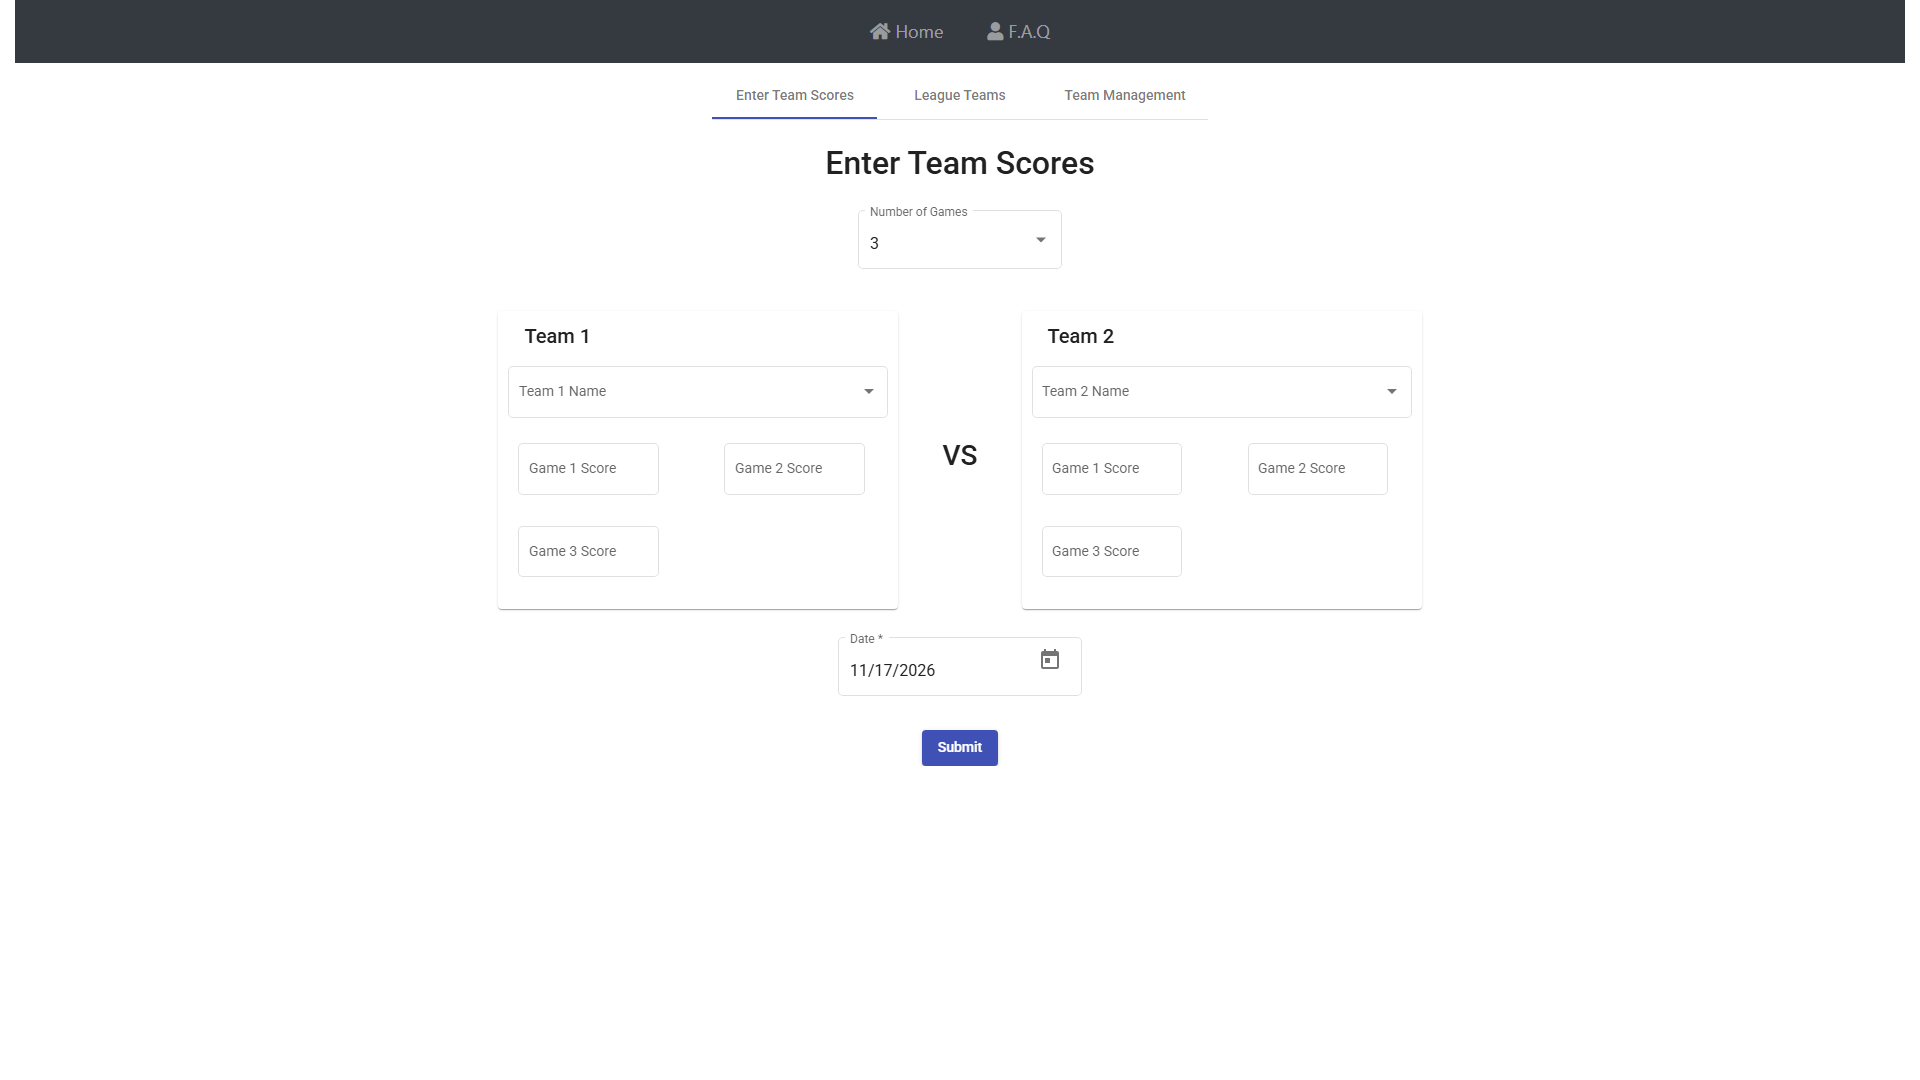 Home F.A.Q
Enter Team Scores League Teams Team Management
Enter Team Scores
Number of Games
3
Team 1
Team 1 Name
Game 1 Score Game 2 Score
Game 3 Score
VS
Team 2
Team 2 Name
Game 1 Score Game 2 Score
Game 3 Score
Date *
11/17/2026
Submit